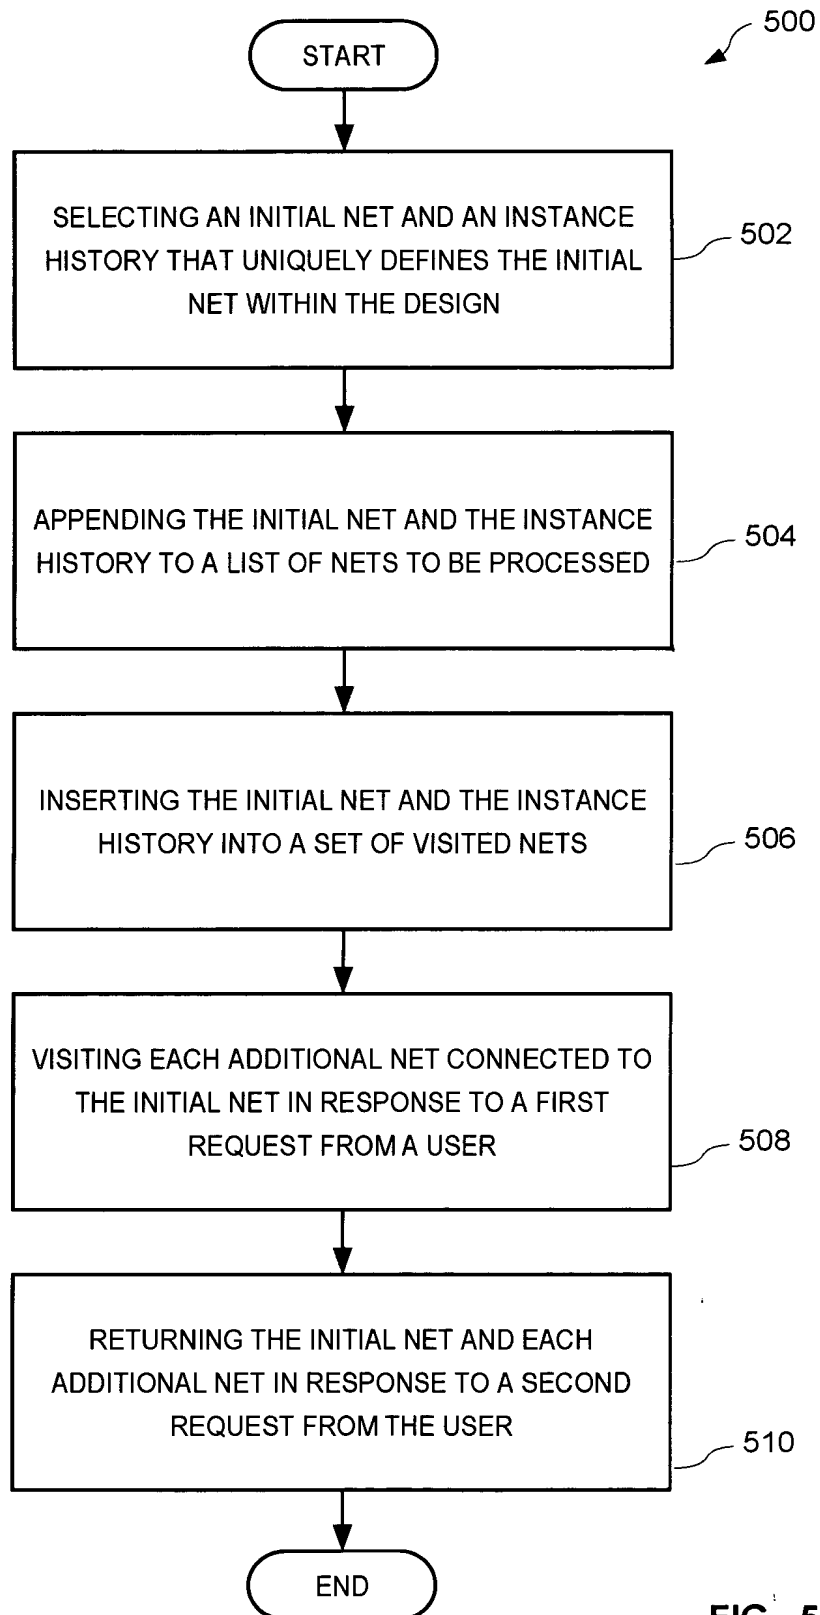 500
START
SELECTING AN INITIAL NET AND AN INSTANCE
HISTORY THAT UNIQUELY DEFINES THE INITIAL
NET WITHIN THE DESIGN
502
APPENDING THE INITIAL NET AND THE INSTANCE
HISTORY TO A LIST OF NETS TO BE PROCESSED
504
INSERTING THE INITIAL NET AND THE INSTANCE
HISTORY INTO A SET OF VISITED NETS
506
VISITING EACH ADDITIONAL NET CONNECTED TO
THE INITIAL NET IN RESPONSE TO A FIRST
REQUEST FROM A USER
508
RETURNING THE INITIAL NET AND EACH
ADDITIONAL NET IN RESPONSE TO A SECOND
REQUEST FROM THE USER
510
END
FIG. 5